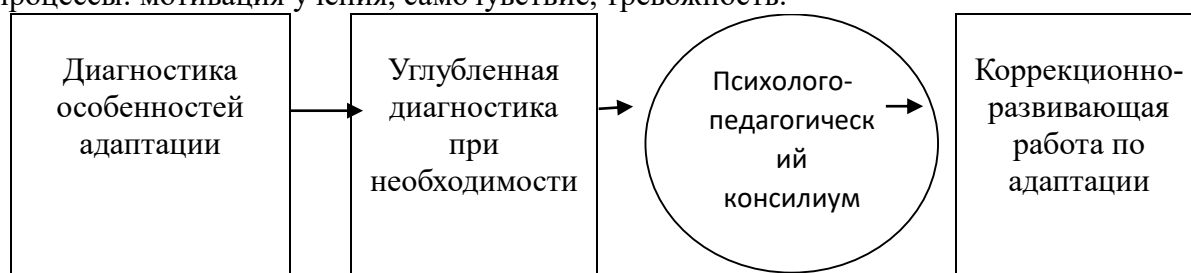 процессы: мотивация учения, самочувствие, тревожность.
Диагностика
особенностей
адаптации
Углубленная
диагностика
при
необходимости
Психолого-
педагогическ
ий
консилиум
Коррекционно-
развивающая
работа по
адаптации